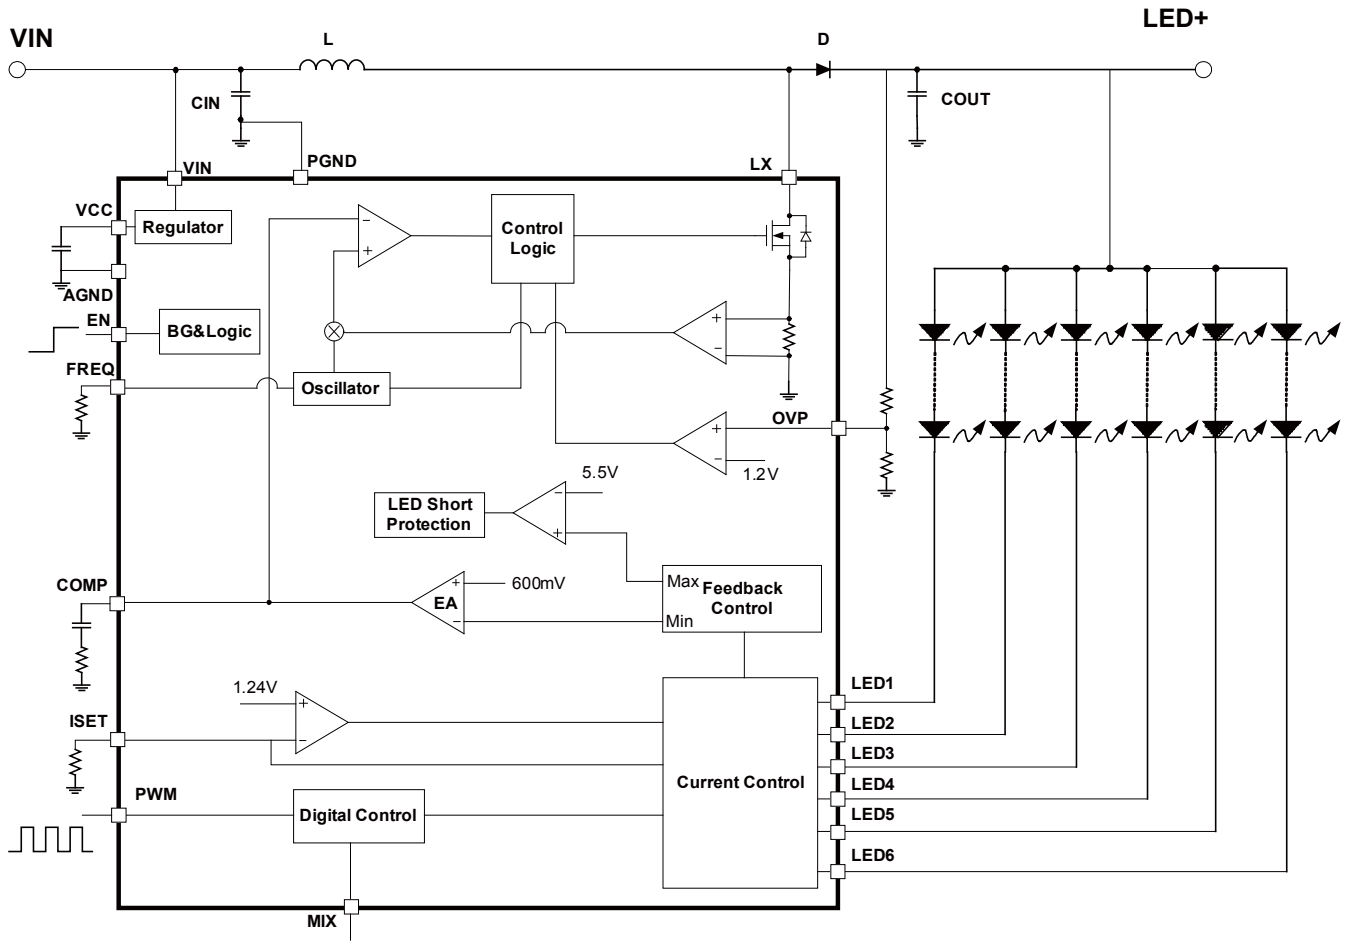 LED+
VIN
L
D
CIN
COUT
VIN
PGND
LX
VCC
Regulator
Control
Logic
−
+
AGND
EN
BG&Logic
+
−
FREQ
Oscillator
OVP
+
−
1.2V
5.5V
−
+
LED Short
Protection
COMP
+
600mV
EA
−
Max
Feedback
Control
Min
1.24V
+
−
ISET
LED1
LED2
LED3
LED4
LED5
LED6
Current Control
PWM
Digital Control
MIX